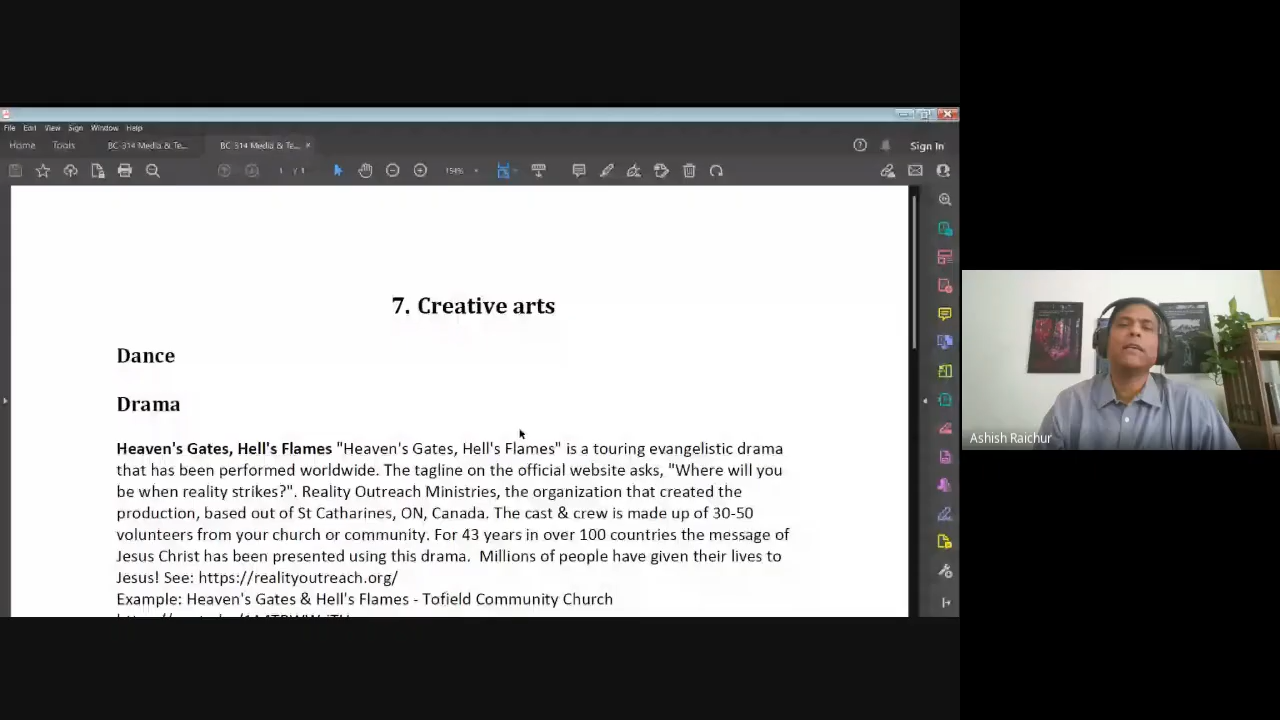 File Edit View Sign Window Help
Home Tools BC 314 Media & Te... BC 314 Media & Te... × Sign In
1 / 1 154%
7. Creative arts
Dance
Drama
Heaven's Gates, Hell's Flames "Heaven's Gates, Hell's Flames" is a touring evangelistic drama
that has been performed worldwide. The tagline on the official website asks, "Where will you
be when reality strikes?". Reality Outreach Ministries, the organization that created the
production, based out of St Catharines, ON, Canada. The cast & crew is made up of 30-50
volunteers from your church or community. For 43 years in over 100 countries the message of
Jesus Christ has been presented using this drama.  Millions of people have given their lives to
Jesus! See: https://realityoutreach.org/
Example: Heaven's Gates & Hell's Flames - Tofield Community Church
Ashish Raichur